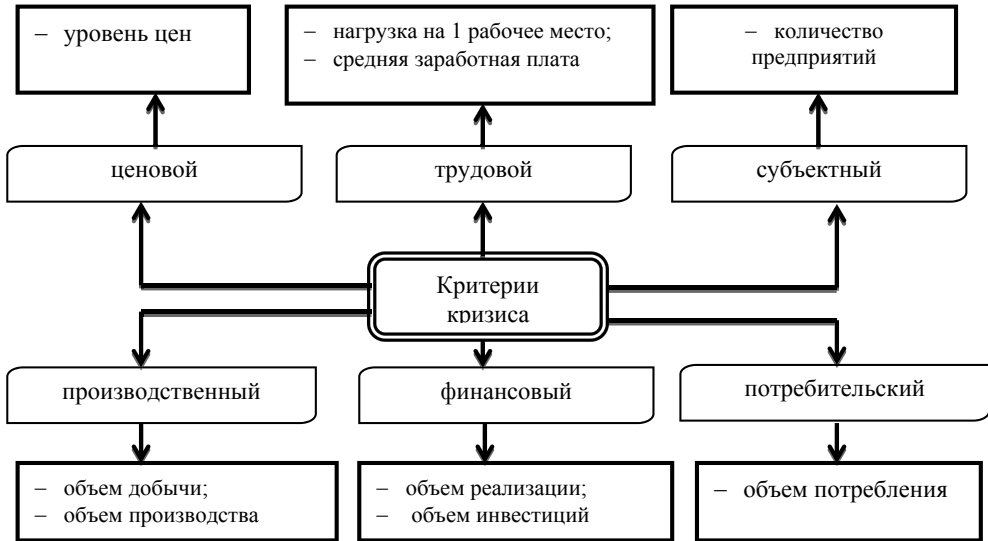 – уровень цен
– нагрузка на 1 рабочее место;
– средняя заработная плата
– количество
предприятий
ценовой
трудовой
субъектный
Критерии
кризиса
производственный
финансовый
потребительский
– объем добычи;
– объем производства
– объем реализации;
– объем инвестиций
– объем потребления